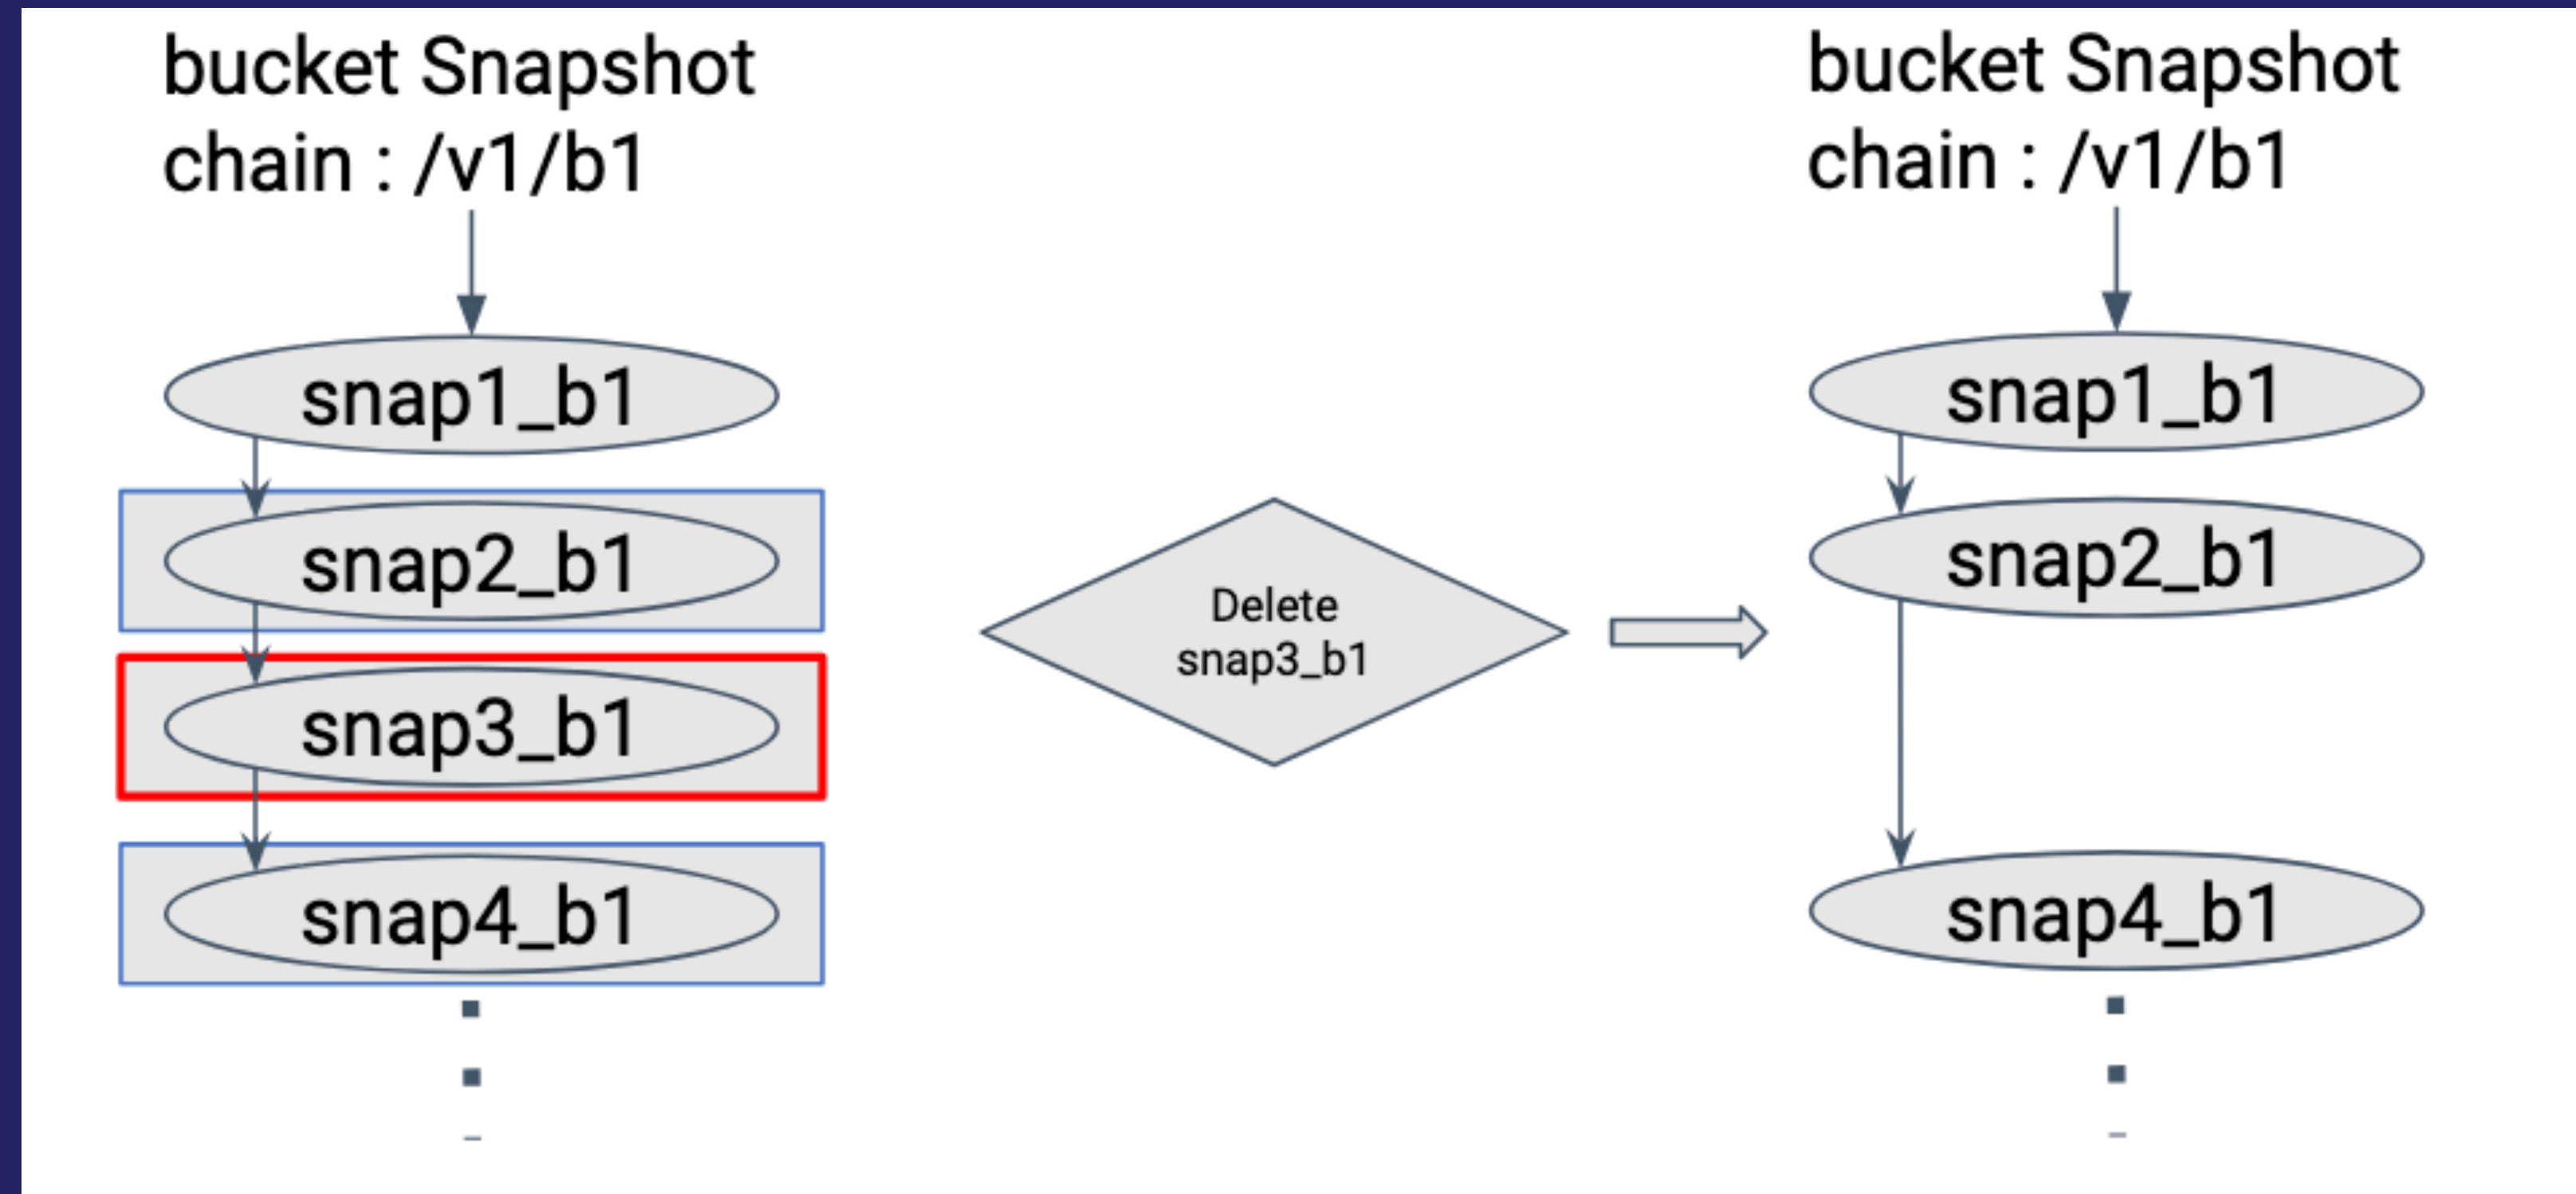 bucket Snapshot
chain : /v1/b1
snap1_b1
snap2_b1
snap3_b1
snap4_b1
Delete
snap3_b1
bucket Snapshot
chain : /v1/b1
snap1_b1
snap2_b1
snap4_b1